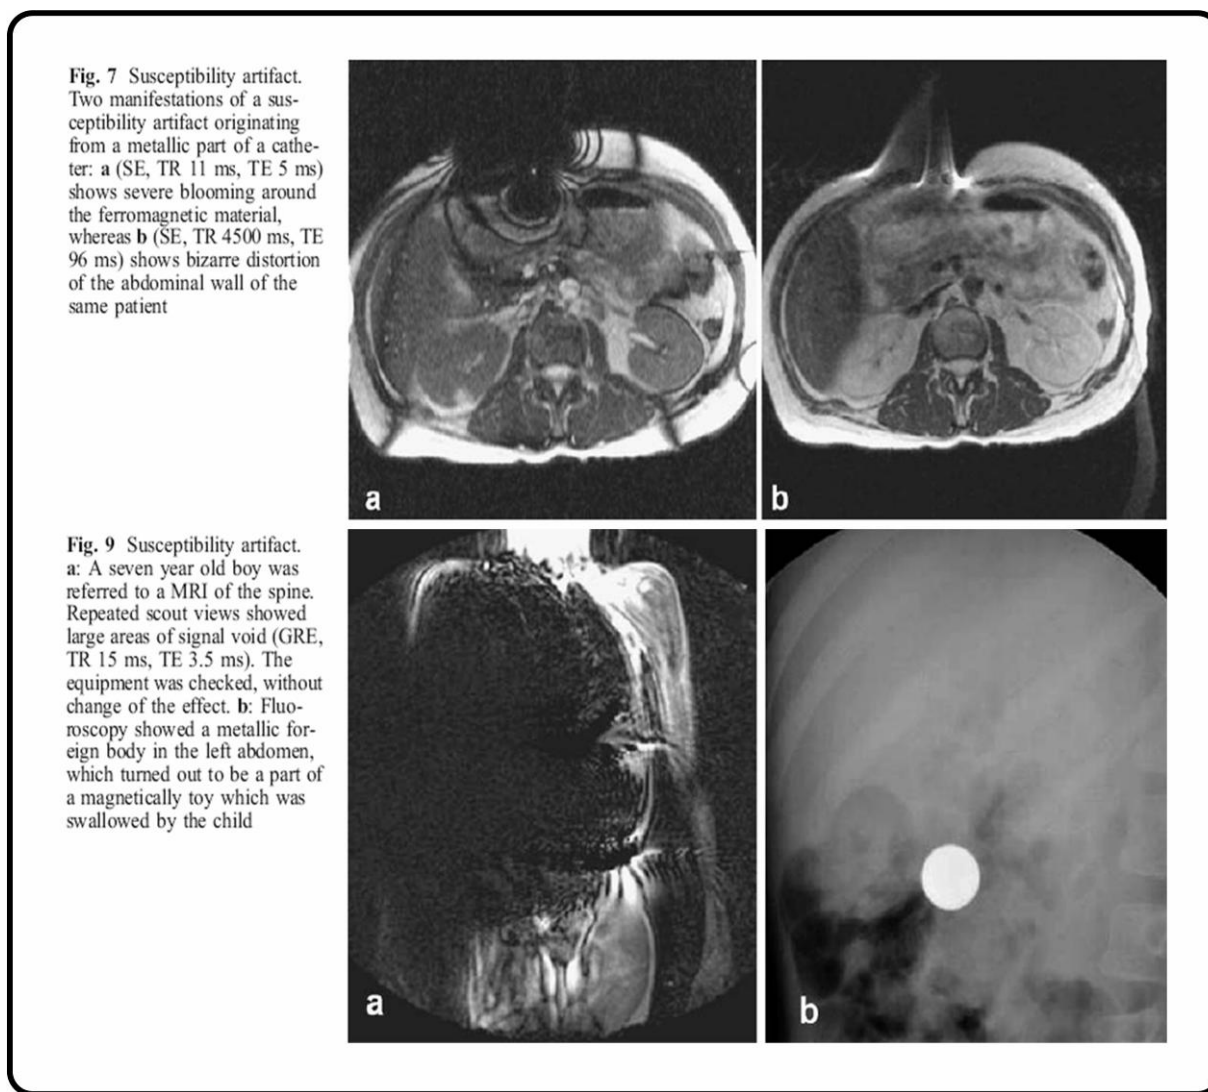 Fig. 7 Susceptibility artifact.
Two manifestations of a sus-
ceptibility artifact originating
from a metallic part of a cathe-
ter: a (SE, TR 11 ms, TE 5 ms)
shows severe blooming around
the ferromagnetic material,
whereas b (SE, TR 4500 ms, TE
96 ms) shows bizarre distortion
of the abdominal wall of the
same patient
a
b
Fig. 9 Susceptibility artifact.
a: A seven year old boy was
referred to a MRI of the spine.
Repeated scout views showed
large areas of signal void (GRE,
TR 15 ms, TE 3.5 ms). The
equipment was checked, without
change of the effect. b: Fluo-
roscopy showed a metallic for-
eign body in the left abdomen,
which turned out to be a part of
a magnetically toy which was
swallowed by the child
a
b